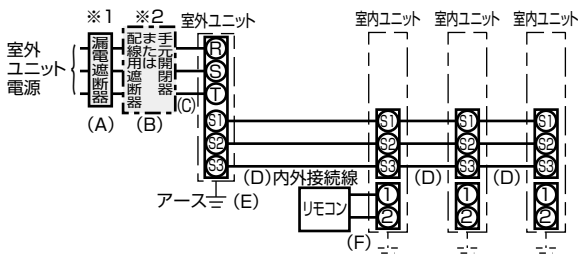 ※1
※2
室外ユニット
室内ユニット
室内ユニット
室内ユニット
室外
ユニット
電源
漏電遮断器
手元開閉器
または
配線用遮断器
(A)
(B)
(C)
R
S
T
S1
S2
S3
S1
S2
S3
S1
S2
S3
S1
S2
S3
(D)内外接続線
(D)
(D)
アース
(E)
リモコン
(F)
1
2
1
2
1
2